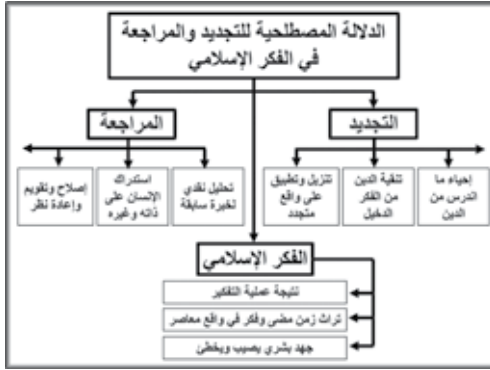 الدلالة المصطلحية للتجديد والمراجعة
في الفكر الإسلامي
التجديد
إحياء ما
اندرس من
الدين
تنقية الدين
من الفكر
الدخيل
تنزيل وتطبيق
على واقع
متجدد
المراجعة
تحليل نقدي
لخبرة سابقة
استدراك
الإنسان على
ذاته وغيره
إصلاح وتقويم
وإعادة نظر
الفكر الإسلامي
نتيجة عملية التفكير
تراث زمن مضى وفكر في واقع معاصر
جهد بشري يصيب ويخطئ